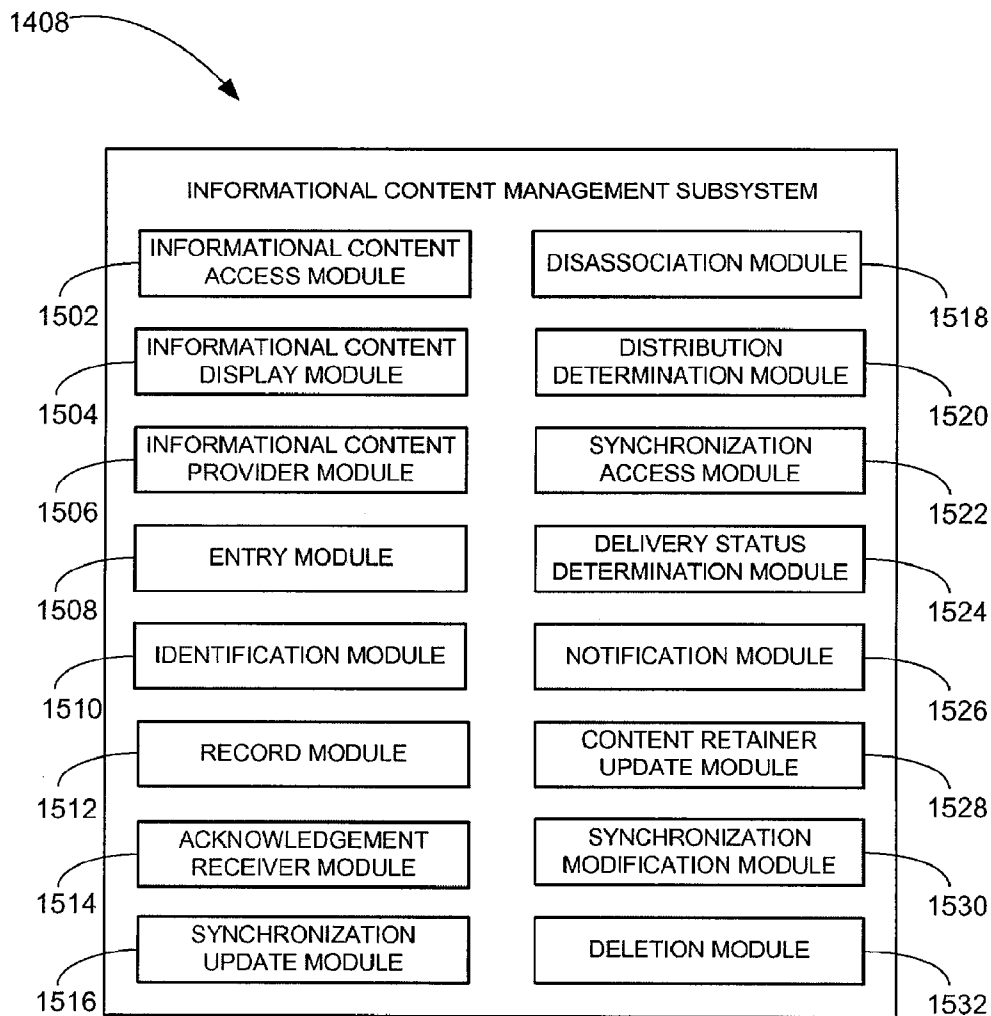 1408
INFORMATIONAL CONTENT MANAGEMENT SUBSYSTEM
INFORMATIONAL CONTENT
ACCESS MODULE
1502
INFORMATIONAL CONTENT
DISPLAY MODULE
1504
INFORMATIONAL CONTENT
PROVIDER MODULE
1506
ENTRY MODULE
1508
IDENTIFICATION MODULE
1510
RECORD MODULE
1512
ACKNOWLEDGEMENT
RECEIVER MODULE
1514
SYNCHRONIZATION
UPDATE MODULE
1516
DISASSOCIATION MODULE
1518
DISTRIBUTION
DETERMINATION MODULE
1520
SYNCHRONIZATION
ACCESS MODULE
1522
DELIVERY STATUS
DETERMINATION MODULE
1524
NOTIFICATION MODULE
1526
CONTENT RETAINER
UPDATE MODULE
1528
SYNCHRONIZATION
MODIFICATION MODULE
1530
DELETION MODULE
1532